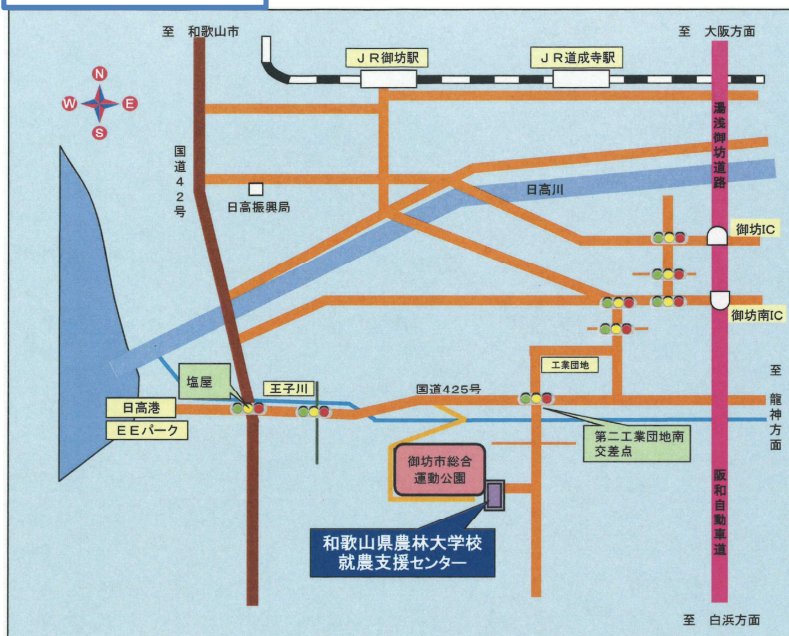 至 和歌山市
至 大阪方面
JR御坊駅
JR道成寺駅
N
W
E
S
湯浅御坊道路
国道42号
日高川
日高振興局
御坊IC
御坊南IC
工業団地
至 龍神方面
塩屋
王子川
国道425号
日高港
EEパーク
第二工業団地南
交差点
御坊市総合
運動公園
阪和自動車道
和歌山県農林大学校
就農支援センター
至 白浜方面